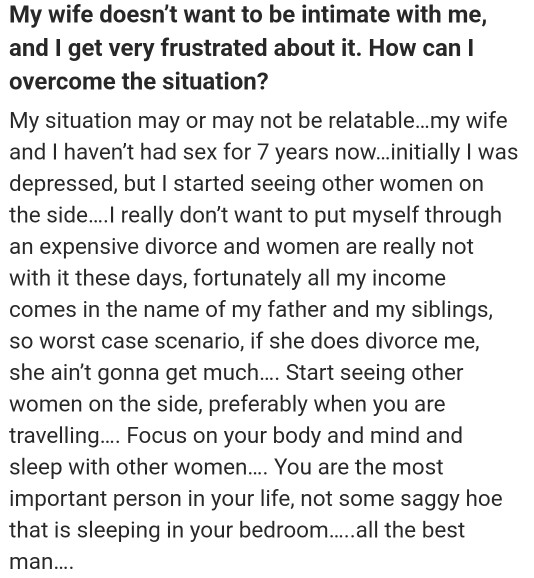 My wife doesn’t want to be intimate with me,
and I get very frustrated about it. How can I
overcome the situation?
My situation may or may not be relatable…my wife
and I haven’t had sex for 7 years now…initially I was
depressed, but I started seeing other women on
the side….I really don’t want to put myself through
an expensive divorce and women are really not
with it these days, fortunately all my income
comes in the name of my father and my siblings,
so worst case scenario, if she does divorce me,
she ain’t gonna get much…. Start seeing other
women on the side, preferably when you are
travelling…. Focus on your body and mind and
sleep with other women…. You are the most
important person in your life, not some saggy hoe
that is sleeping in your bedroom…..all the best
man….